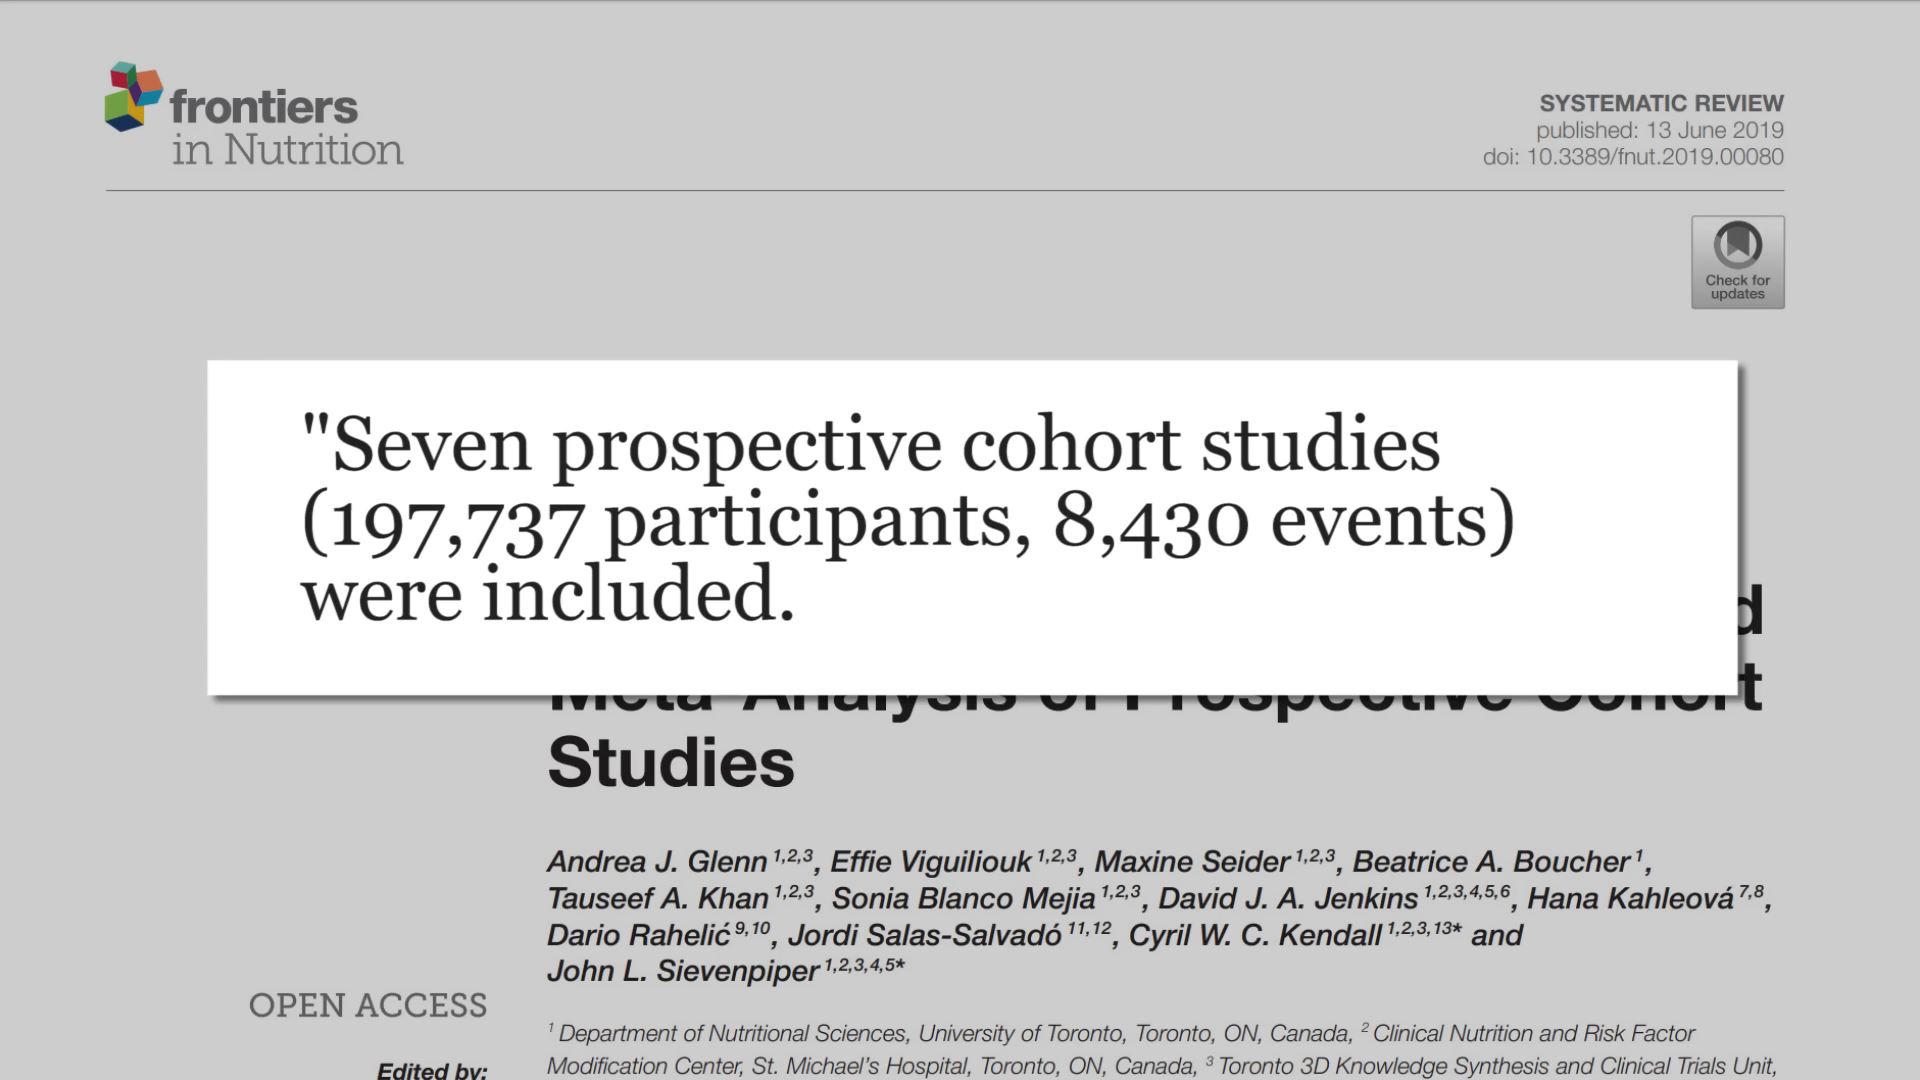 frontiers
in Nutrition
SYSTEMATIC REVIEW
published: 13 June 2019
doi: 10.3389/fnut.2019.00080
Check for
updates
"Seven prospective cohort studies
(197,737 participants, 8,430 events)
were included.
Meta-Analysis of Prospective Cohort
Studies
Andrea J. Glenn 1,2,3, Effie Viguiliouk 1,2,3, Maxine Seider 1,2,3, Beatrice A. Boucher 1,
Tauseef A. Khan 1,2,3, Sonia Blanco Mejia 1,2,3, David J. A. Jenkins 1,2,3,4,5,6, Hana Kahleová 7,8,
Dario Rahelić 9,10, Jordi Salas-Salvadó 11,12, Cyril W. C. Kendall 1,2,3,13* and
John L. Sievenpiper 1,2,3,4,5*
OPEN ACCESS
Edited by:
1 Department of Nutritional Sciences, University of Toronto, Toronto, ON, Canada, 2 Clinical Nutrition and Risk Factor
Modification Center, St. Michael's Hospital, Toronto, ON, Canada, 3 Toronto 3D Knowledge Synthesis and Clinical Trials Unit,